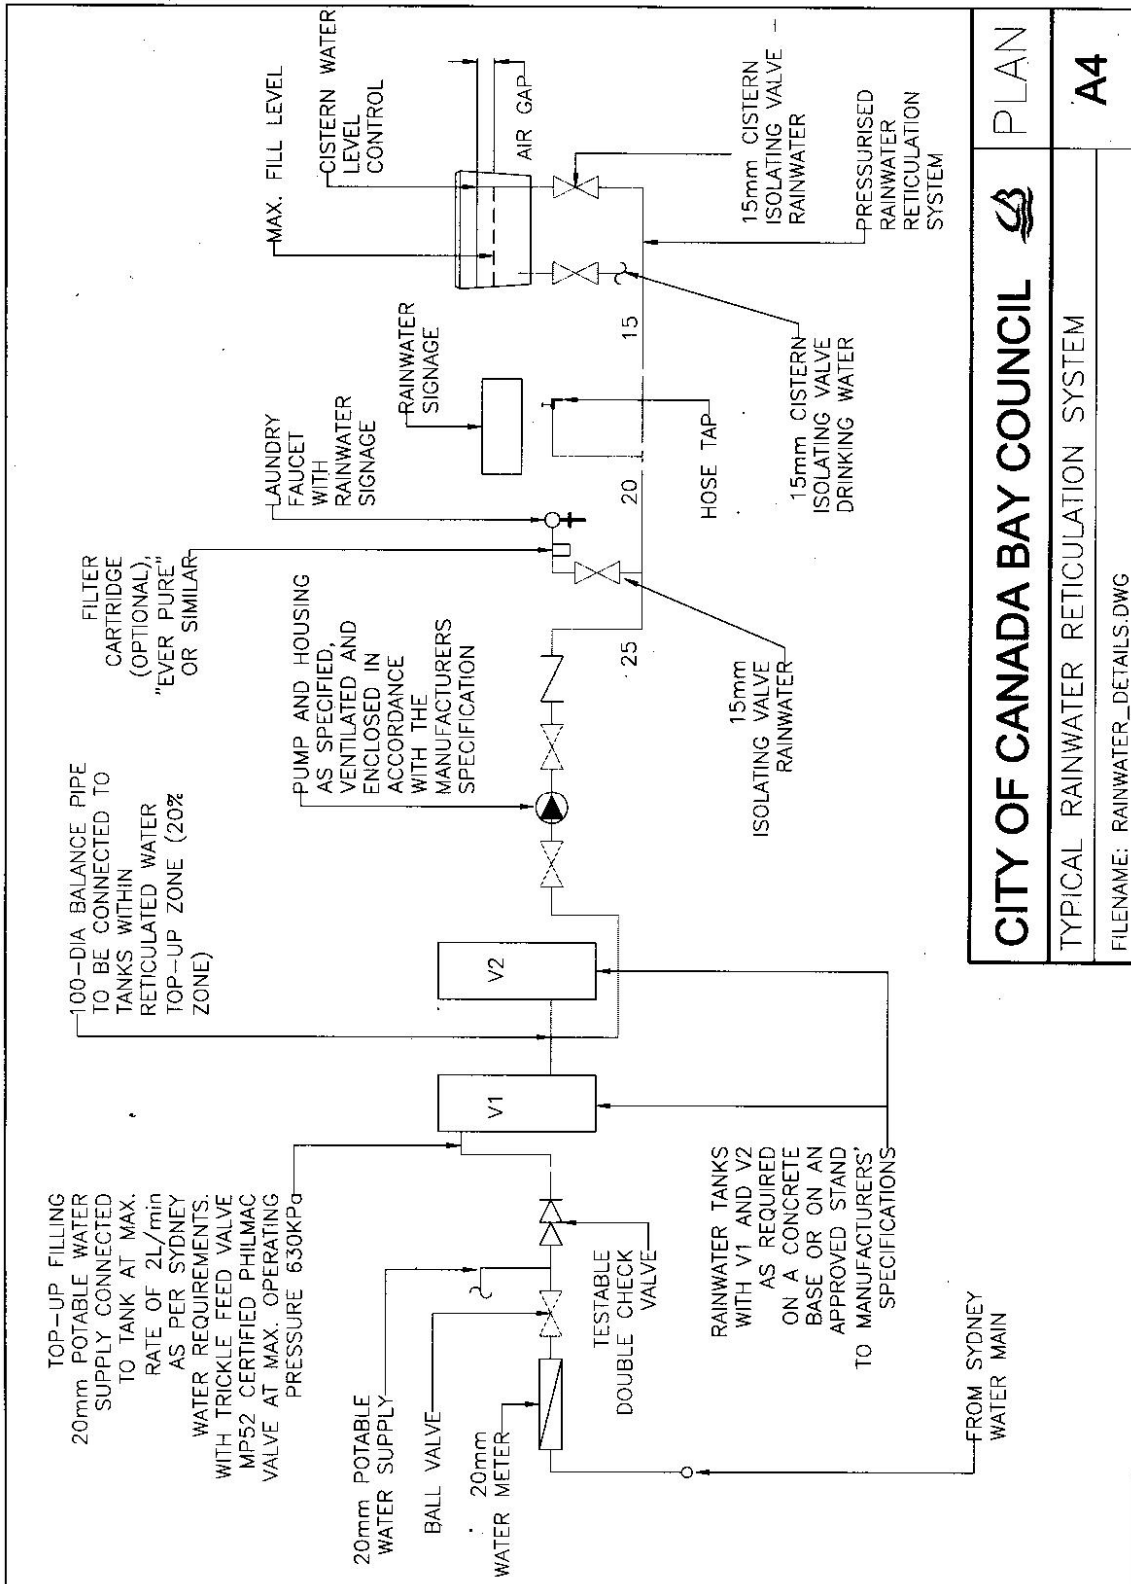 TOP-UP FILLING
20mm POTABLE WATER
SUPPLY CONNECTED
TO TANK AT MAX.
RATE OF 2L/min
AS PER SYDNEY
WATER REQUIREMENTS.
WITH TRICKLE FEED VALVE
MP52 CERTIFIED PHILMAC
VALVE AT MAX. OPERATING
PRESSURE 630KPa
20mm POTABLE
WATER SUPPLY
BALL VALVE
20mm
WATER METER
TESTABLE
DOUBLE CHECK
VALVE
FROM SYDNEY
WATER MAIN
RAINWATER TANKS
WITH V1 AND V2
AS REQUIRED
ON A CONCRETE
BASE OR ON AN
APPROVED STAND
TO MANUFACTURERS'
SPECIFICATIONS
V1
V2
100-DIA BALANCE PIPE
TO BE CONNECTED TO
TANKS WITHIN
RETICULATED WATER
TOP-UP ZONE (20%
ZONE)
PUMP AND HOUSING
AS SPECIFIED,
VENTILATED AND
ENCLOSED IN
ACCORDANCE
WITH THE
MANUFACTURERS
SPECIFICATION
FILTER
CARTRIDGE
(OPTIONAL),
"EVER PURE"
OR SIMILAR
LAUNDRY
FAUCET
WITH
RAINWATER
SIGNAGE
RAINWATER
SIGNAGE
MAX. FILL LEVEL
CISTERN WATER
LEVEL
CONTROL
AIR GAP
25
20
15
15mm
ISOLATING VALVE
RAINWATER
HOSE TAP
15mm CISTERN
ISOLATING VALVE
DRINKING WATER
15mm CISTERN
ISOLATING VALVE
RAINWATER
PRESSURISED
RAINWATER
RETICULATION
SYSTEM
CITY OF CANADA BAY COUNCIL
PLAN
TYPICAL RAINWATER RETICULATION SYSTEM
FILENAME: RAINWATER_DETAILS.DWG
A4